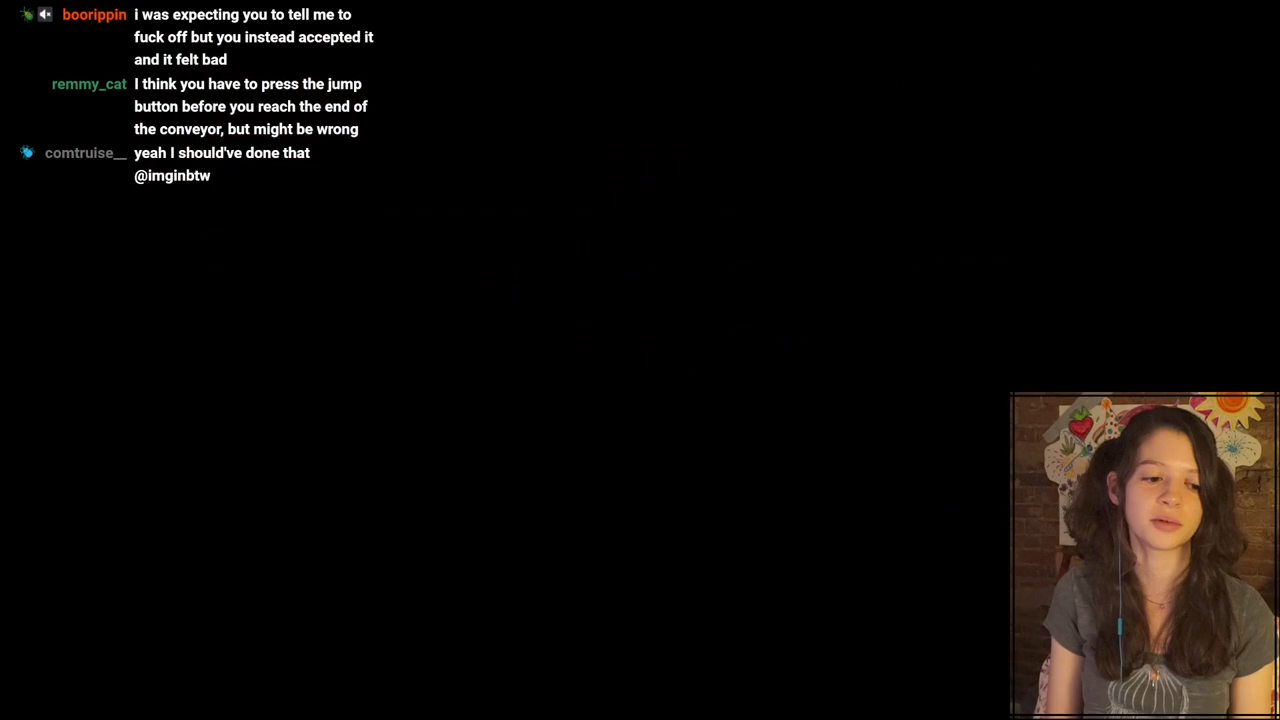 boorippin i was expecting you to tell me to
fuck off but you instead accepted it
and it felt bad
remmy_cat I think you have to press the jump
button before you reach the end of
the conveyor, but might be wrong
comtruise__ yeah I should've done that
@imginbtw